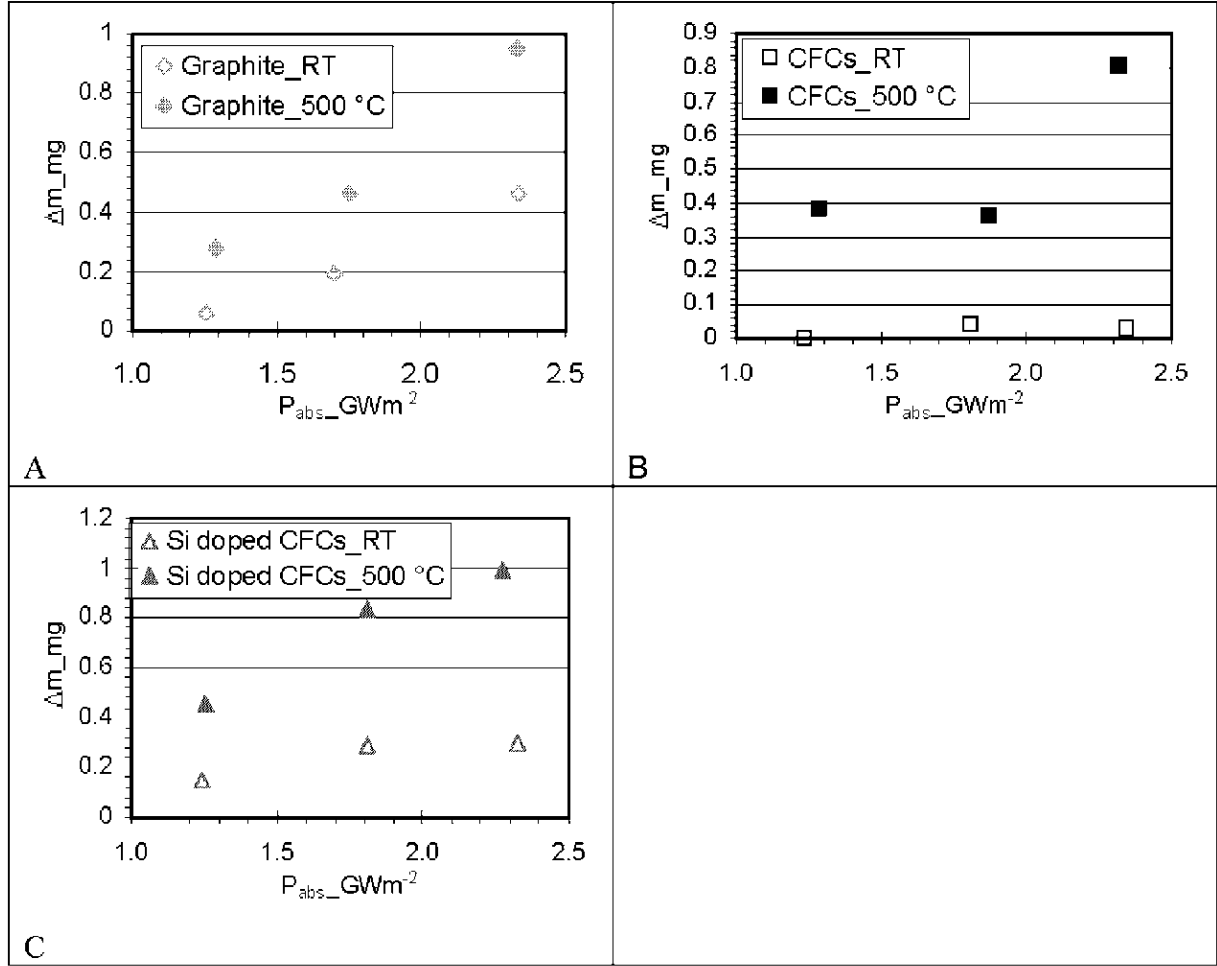 1
0.8
0.6
0.4
0.2
0
Δm_mg
Graphite_RT
Graphite_500 °C
1.0 1.5 2.0 2.5
P_abs_GWm^-2
A
0.9
0.8
0.7
0.6
0.5
0.4
0.3
0.2
0.1
0
Δm_mg
CFCs_RT
CFCs_500 °C
1.0 1.5 2.0 2.5
P_abs_GWm^-2
B
1.2
1
0.8
0.6
0.4
0.2
0
Δm_mg
Si doped CFCs_RT
Si doped CFCs_500 °C
1.0 1.5 2.0 2.5
P_abs_GWm^-2
C